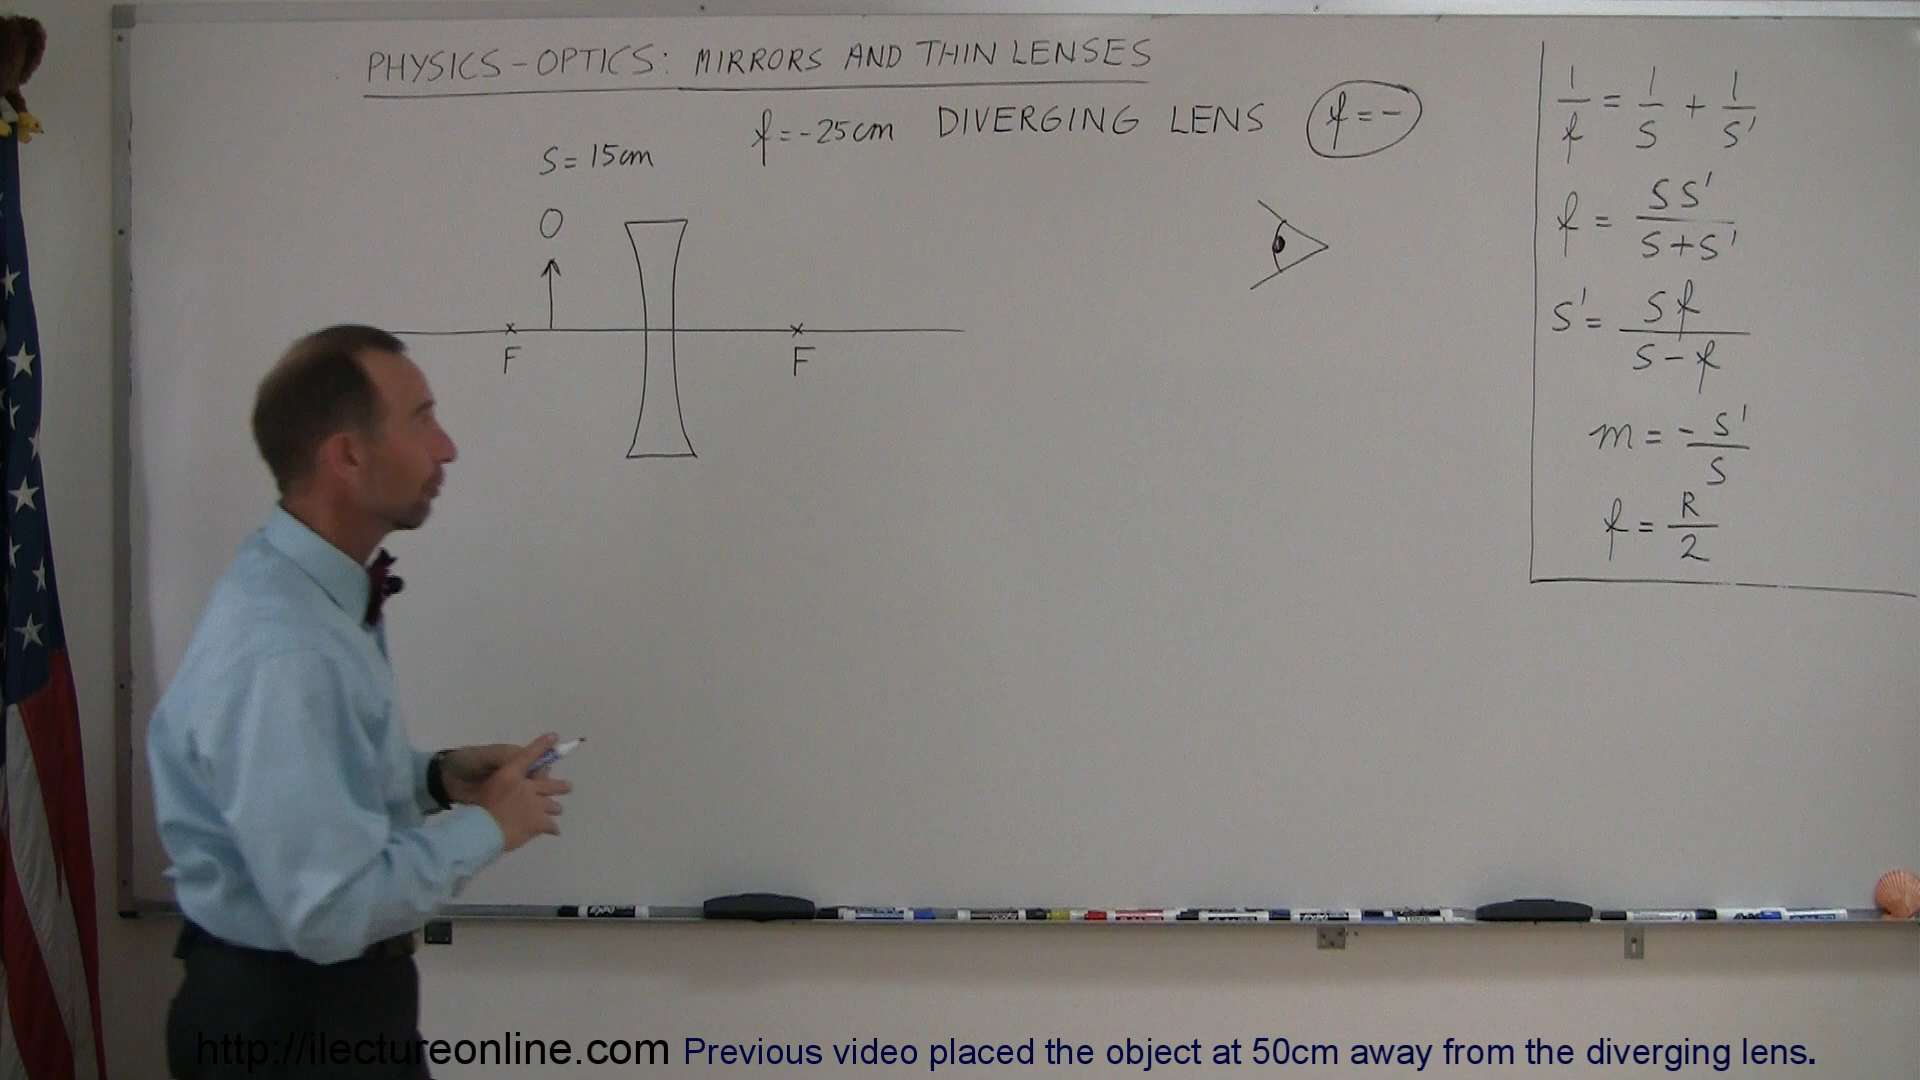 PHYSICS-OPTICS: MIRRORS AND THIN LENSES
f = -25cm DIVERGING LENS f = -
S = 15cm
O
F F
1/f = 1/S + 1/S'
f = SS'/S+S'
S' = Sf/S-f
m = -S'/S
f = R/2
EXPO
http://ilectureonline.com Previous video placed the object at 50cm away from the diverging lens.